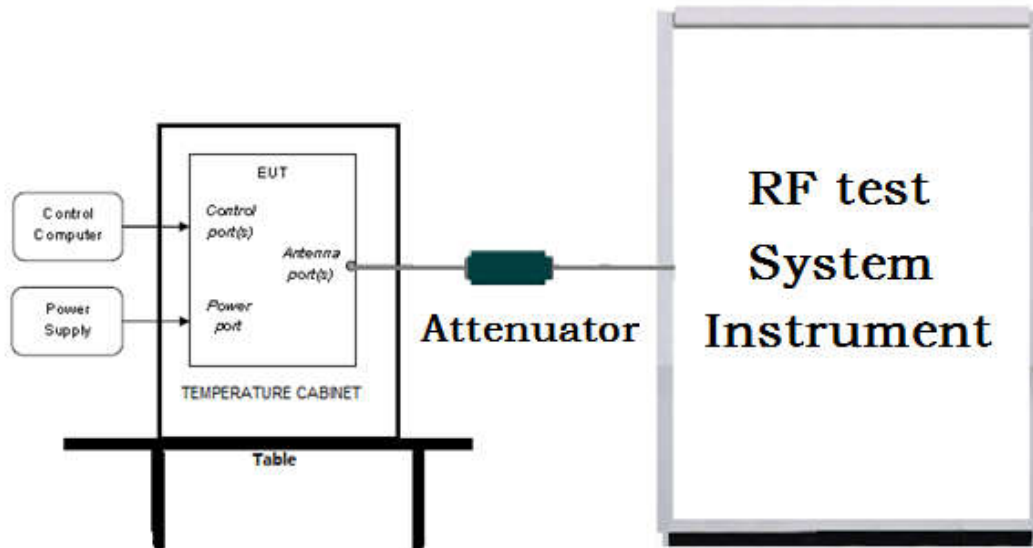 EUT
Control
Computer
Control
port(s)
Antenna
port(s)
Power
Supply
Power
port
TEMPERATURE CABINET
Table
Attenuator
RF test
System
Instrument